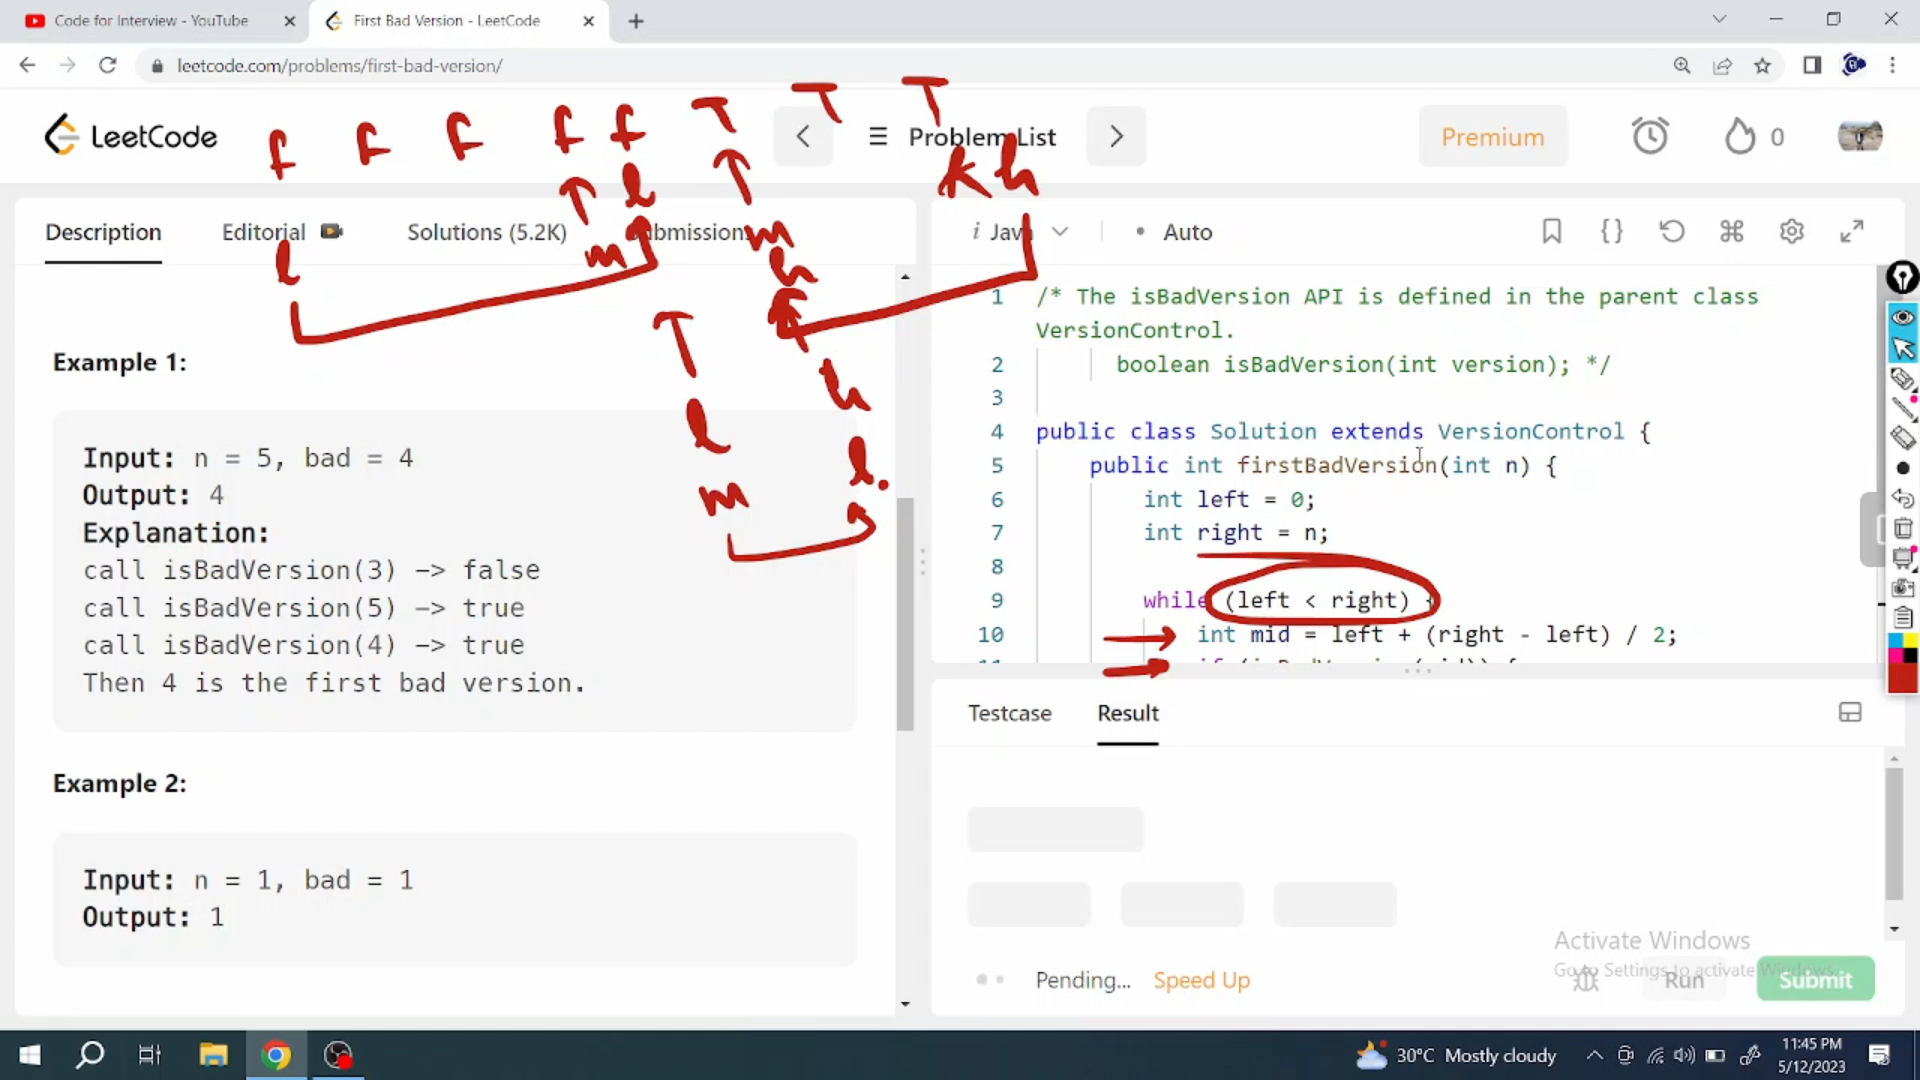 Code for Interview - YouTube
First Bad Version - LeetCode
leetcode.com/problems/first-bad-version/
LeetCode
f f f f f T T T
Problem List
Premium
0
l m l m h h
Description
Editorial
Solutions (5.2K)
Java
Auto
T l m
h l.
Example 1:
Input: n = 5, bad = 4
Output: 4
Explanation:
call isBadVersion(3) -> false
call isBadVersion(5) -> true
call isBadVersion(4) -> true
Then 4 is the first bad version.
Example 2:
Input: n = 1, bad = 1
Output: 1
1 /* The isBadVersion API is defined in the parent class
VersionControl.
2 boolean isBadVersion(int version); */
3
4 public class Solution extends VersionControl {
5 public int firstBadVersion(int n) {
6 int left = 0;
7 int right = n;
8
9 while (left < right) {
10 int mid = left + (right - left) / 2;
Testcase
Result
Pending...
Speed Up
Activate Windows
Go to Settings to activate Windows.
Run
Submit
30°C Mostly cloudy
11:45 PM
5/12/2023